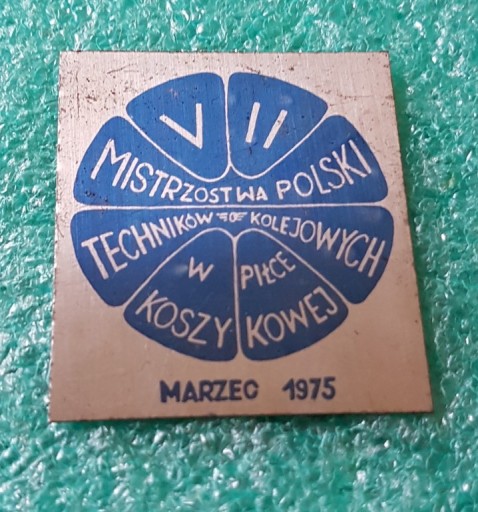 VII
MISTRZOSTWA POLSKI
TECHNIKÓW KOLEJOWYCH
W PIŁCE
KOSZYKOWEJ
MARZEC 1975